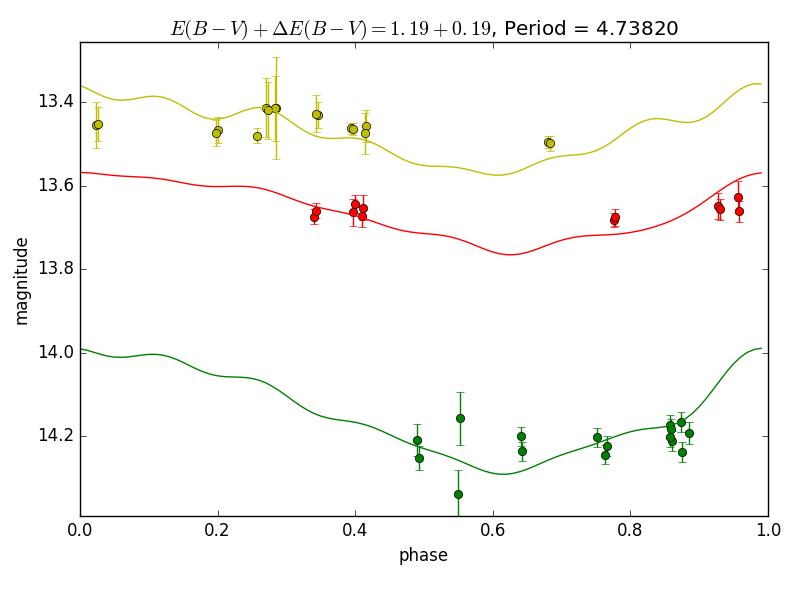 E(B − V) + ΔE(B − V) = 1.19 + 0.19, Period = 4.73820
magnitude
13.4
13.6
13.8
14.0
14.2
0.0 0.2 0.4 0.6 0.8 1.0
phase